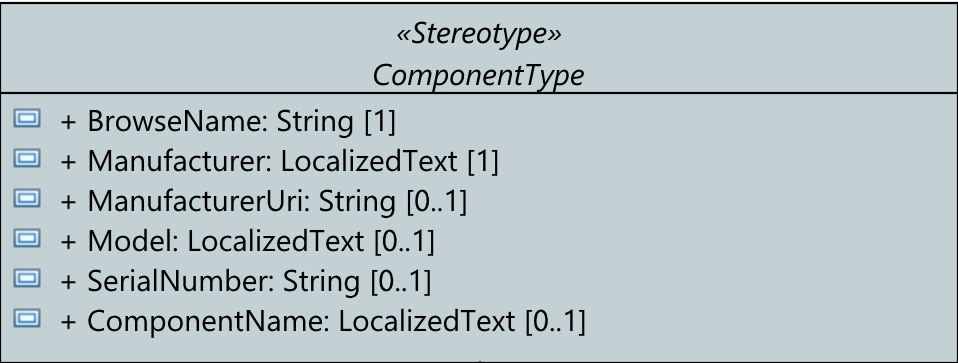 «Stereotype»
ComponentType
+ BrowseName: String [1]
+ Manufacturer: LocalizedText [1]
+ ManufacturerUri: String [0..1]
+ Model: LocalizedText [0..1]
+ SerialNumber: String [0..1]
+ ComponentName: LocalizedText [0..1]